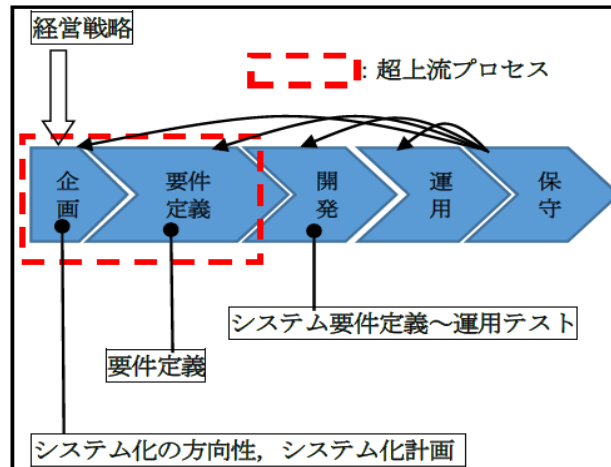 経営戦略
: 超上流プロセス
企画
要件定義
開発
運用
保守
システム要件定義～運用テスト
要件定義
システム化の方向性，システム化計画